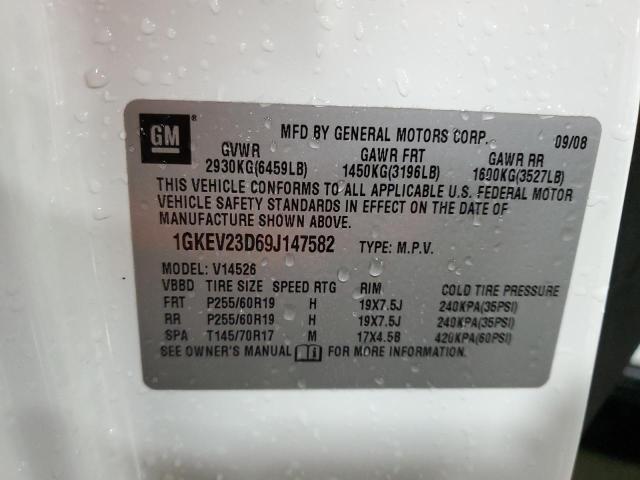 GM ®
MFD BY GENERAL MOTORS CORP. 09/08
GVWR GAWR FRT GAWR RR
2930KG(6459LB) 1450KG(3196LB) 1600KG(3527LB)
THIS VEHICLE CONFORMS TO ALL APPLICABLE U.S. FEDERAL MOTOR
VEHICLE SAFETY STANDARDS IN EFFECT ON THE DATE OF
MANUFACTURE SHOWN ABOVE.
1GKEV23D69J147582 TYPE: M.P.V.
MODEL: V14526
VBBD TIRE SIZE SPEED RTG RIM COLD TIRE PRESSURE
FRT P255/60R19 H 19X7.5J 240KPA(35PSI)
RR P255/60R19 H 19X7.5J 240KPA(35PSI)
SPA T145/70R17 M 17X4.5B 420KPA(60PSI)
SEE OWNER'S MANUAL FOR MORE INFORMATION.